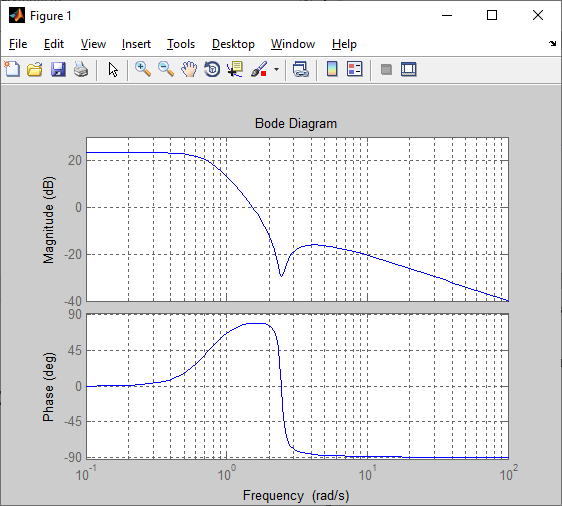 Figure 1
File Edit View Insert Tools Desktop Window Help
Bode Diagram
Magnitude (dB)
20
0
-20
-40
Phase (deg)
90
45
0
-45
-90
10^-1 10^0 10^1 10^2
Frequency (rad/s)